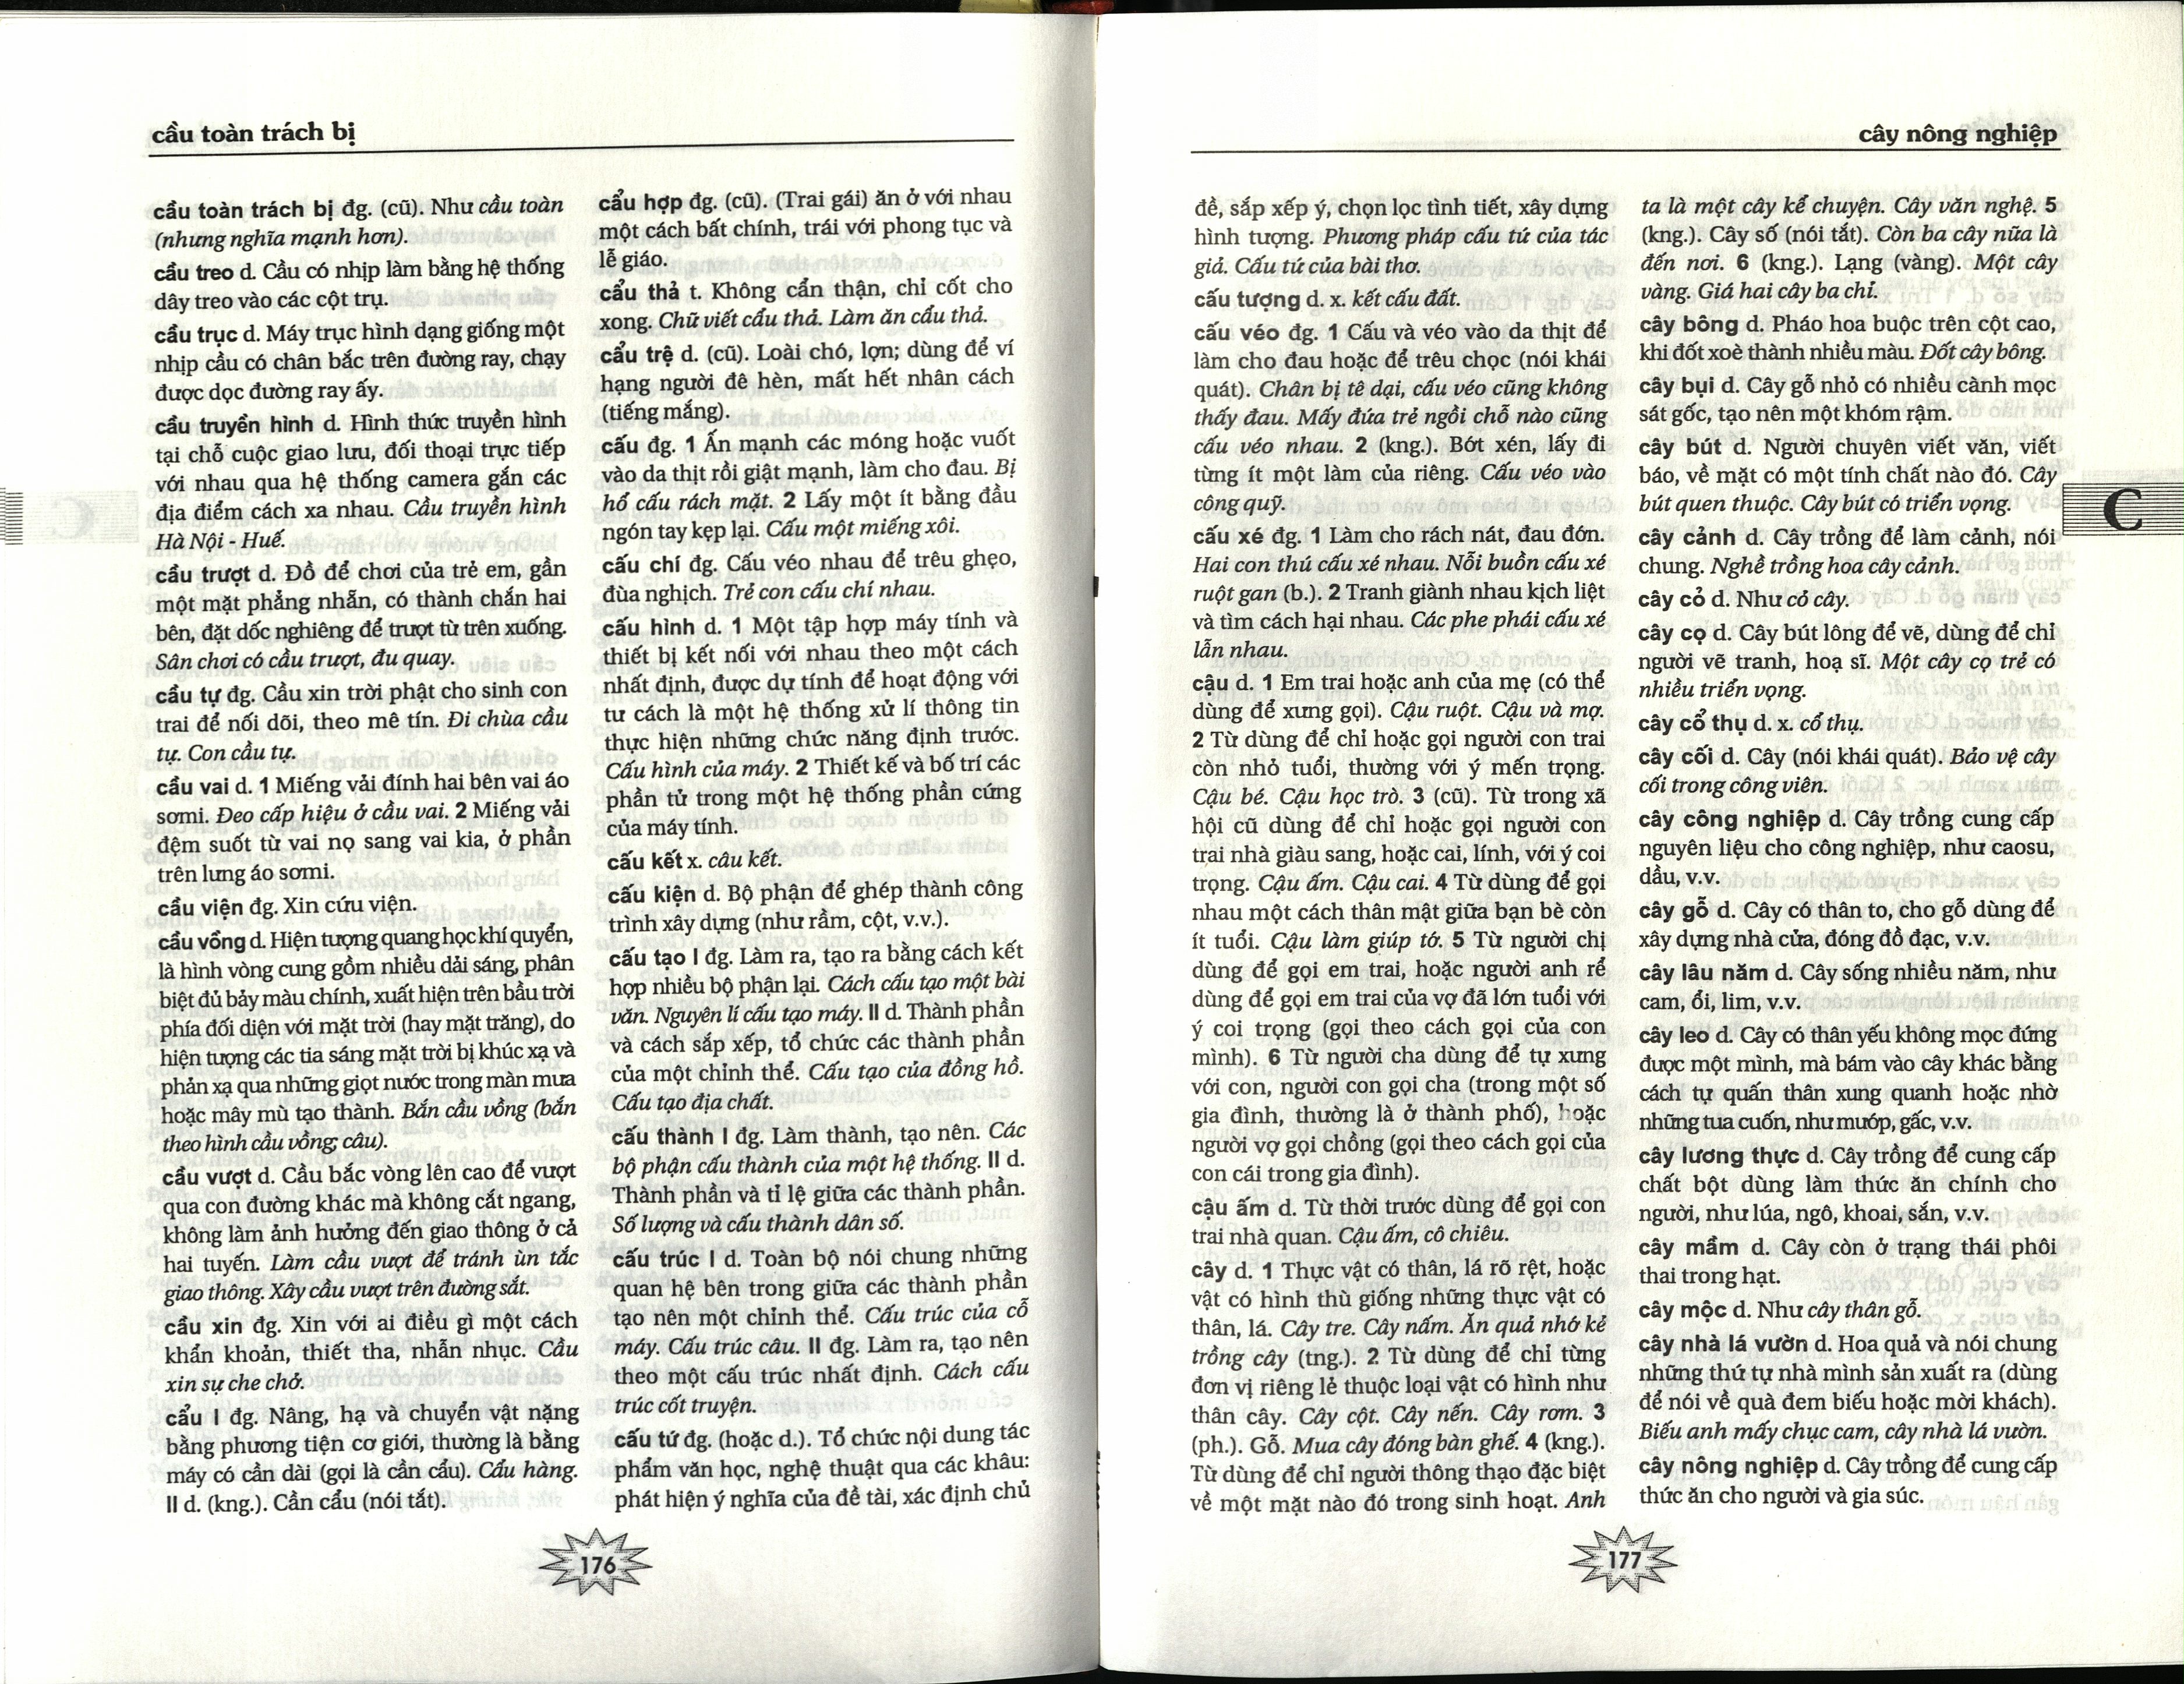 cầu toàn trách bị
cầu toàn trách bị đg. (cũ). Như cầu toàn
(nhưng nghĩa mạnh hơn).
cầu treo d. Cầu có nhịp làm bằng hệ thống
dây treo vào các cột trụ.
cầu trục d. Máy trục hình dạng giống một
nhịp cầu có chân bắc trên đường ray, chạy
được dọc đường ray ấy.
cầu truyền hình d. Hình thức truyền hình
tại chỗ cuộc giao lưu, đối thoại trực tiếp
với nhau qua hệ thống camera gắn các
địa điểm cách xa nhau. Cầu truyền hình
Hà Nội - Huế.
cầu trượt d. Đồ để chơi của trẻ em, gần
một mặt phẳng nhẵn, có thành chắn hai
bên, đặt dốc nghiêng để trượt từ trên xuống.
Sân chơi có cầu trượt, đu quay.
cầu tự đg. Cầu xin trời phật cho sinh con
trai để nối dõi, theo mê tín. Đi chùa cầu
tự. Con cầu tự.
cầu vai d. 1 Miếng vải đính hai bên vai áo
sơmi. Đeo cấp hiệu ở cầu vai. 2 Miếng vải
đệm suốt từ vai nọ sang vai kia, ở phần
trên lưng áo sơmi.
cầu viện đg. Xin cứu viện.
cầu vồng d. Hiện tượng quang học khí quyển,
là hình vòng cung gồm nhiều dải sáng, phân
biệt đủ bảy màu chính, xuất hiện trên bầu trời
phía đối diện với mặt trời (hay mặt trăng), do
hiện tượng các tia sáng mặt trời bị khúc xạ và
phản xạ qua những giọt nước trong màn mưa
hoặc mây mù tạo thành. Bắn cầu vồng (bắn
theo hình cầu vồng; câu).
cầu vượt d. Cầu bắc vòng lên cao để vượt
qua con đường khác mà không cắt ngang,
không làm ảnh hưởng đến giao thông ở cả
hai tuyến. Làm cầu vượt để tránh ùn tắc
giao thông. Xây cầu vượt trên đường sắt.
cầu xin đg. Xin với ai điều gì một cách
khẩn khoản, thiết tha, nhẫn nhục. Cầu
xin sự che chở.
cẩu I đg. Nâng, hạ và chuyển vật nặng
bằng phương tiện cơ giới, thường là bằng
máy có cần dài (gọi là cần cẩu). Cẩu hàng.
II d. (kng.). Cần cẩu (nói tắt).
cẩu hợp đg. (cũ). (Trai gái) ăn ở với nhau
một cách bất chính, trái với phong tục và
lễ giáo.
cẩu thả t. Không cẩn thận, chỉ cốt cho
xong. Chữ viết cẩu thả. Làm ăn cẩu thả.
cẩu trệ d. (cũ). Loài chó, lợn; dùng để ví
hạng người đê hèn, mất hết nhân cách
(tiếng mắng).
cấu đg. 1 Ấn mạnh các móng hoặc vuốt
vào da thịt rồi giật mạnh, làm cho đau. Bị
hổ cấu rách mặt. 2 Lấy một ít bằng đầu
ngón tay kẹp lại. Cấu một miếng xôi.
cấu chí đg. Cấu véo nhau để trêu ghẹo,
đùa nghịch. Trẻ con cấu chí nhau.
cấu hình d. 1 Một tập hợp máy tính và
thiết bị kết nối với nhau theo một cách
nhất định, được dự tính để hoạt động với
tư cách là một hệ thống xử lí thông tin
thực hiện những chức năng định trước.
Cấu hình của máy. 2 Thiết kế và bố trí các
phần tử trong một hệ thống phần cứng
của máy tính.
cấu kết x. câu kết.
cấu kiện d. Bộ phận để ghép thành công
trình xây dựng (như rầm, cột, v.v.).
cấu tạo I đg. Làm ra, tạo ra bằng cách kết
hợp nhiều bộ phận lại. Cách cấu tạo một bài
văn. Nguyên lí cấu tạo máy. II d. Thành phần
và cách sắp xếp, tổ chức các thành phần
của một chỉnh thể. Cấu tạo của đồng hồ.
Cấu tạo địa chất.
cấu thành I đg. Làm thành, tạo nên. Các
bộ phận cấu thành của một hệ thống. II d.
Thành phần và tỉ lệ giữa các thành phần.
Số lượng và cấu thành dân số.
cấu trúc I d. Toàn bộ nói chung những
quan hệ bên trong giữa các thành phần
tạo nên một chỉnh thể. Cấu trúc của cỗ
máy. Cấu trúc câu. II đg. Làm ra, tạo nên
theo một cấu trúc nhất định. Cách cấu
trúc cốt truyện.
cấu tứ đg. (hoặc d.). Tổ chức nội dung tác
phẩm văn học, nghệ thuật qua các khâu:
phát hiện ý nghĩa của đề tài, xác định chủ
176
cây nông nghiệp
đề, sắp xếp ý, chọn lọc tình tiết, xây dựng
hình tượng. Phương pháp cấu tứ của tác
giả. Cấu tứ của bài thơ.
cấu tượng d. x. kết cấu đất.
cấu véo đg. 1 Cấu và véo vào da thịt để
làm cho đau hoặc để trêu chọc (nói khái
quát). Chân bị tê dại, cấu véo cũng không
thấy đau. Mấy đứa trẻ ngồi chỗ nào cũng
cấu véo nhau. 2 (kng.). Bớt xén, lấy đi
từng ít một làm của riêng. Cấu véo vào
công quỹ.
cấu xé đg. 1 Làm cho rách nát, đau đớn.
Hai con thú cấu xé nhau. Nỗi buồn cấu xé
ruột gan (b.). 2 Tranh giành nhau kịch liệt
và tìm cách hại nhau. Các phe phái cấu xé
lẫn nhau.
cậu d. 1 Em trai hoặc anh của mẹ (có thể
dùng để xưng gọi). Cậu ruột. Cậu và mợ.
2 Từ dùng để chỉ hoặc gọi người con trai
còn nhỏ tuổi, thường với ý mến trọng.
Cậu bé. Cậu học trò. 3 (cũ). Từ trong xã
hội cũ dùng để chỉ hoặc gọi người con
trai nhà giàu sang, hoặc cai, lính, với ý coi
trọng. Cậu ấm. Cậu cai. 4 Từ dùng để gọi
nhau một cách thân mật giữa bạn bè còn
ít tuổi. Cậu làm giúp tớ. 5 Từ người chị
dùng để gọi em trai, hoặc người anh rể
dùng để gọi em trai của vợ đã lớn tuổi với
ý coi trọng (gọi theo cách gọi của con
mình). 6 Từ người cha dùng để tự xưng
với con, người con gọi cha (trong một số
gia đình, thường là ở thành phố), hoặc
người vợ gọi chồng (gọi theo cách gọi của
con cái trong gia đình).
cậu ấm d. Từ thời trước dùng để gọi con
trai nhà quan. Cậu ấm, cô chiêu.
cây d. 1 Thực vật có thân, lá rõ rệt, hoặc
vật có hình thù giống những thực vật có
thân, lá. Cây tre. Cây nấm. Ăn quả nhớ kẻ
trồng cây (tng.). 2 Từ dùng để chỉ từng
đơn vị riêng lẻ thuộc loại vật có hình như
thân cây. Cây cột. Cây nến. Cây rơm. 3
(ph.). Gỗ. Mua cây đóng bàn ghế. 4 (kng.).
Từ dùng để chỉ người thông thạo đặc biệt
về một mặt nào đó trong sinh hoạt. Anh
ta là một cây kể chuyện. Cây văn nghệ. 5
(kng.). Cây số (nói tắt). Còn ba cây nữa là
đến nơi. 6 (kng.). Lạng (vàng). Một cây
vàng. Giá hai cây ba chỉ.
cây bông d. Pháo hoa buộc trên cột cao,
khi đốt xoè thành nhiều màu. Đốt cây bông.
cây bụi d. Cây gỗ nhỏ có nhiều cành mọc
sát gốc, tạo nên một khóm rậm.
cây bút d. Người chuyên viết văn, viết
báo, về mặt có một tính chất nào đó. Cây
bút quen thuộc. Cây bút có triển vọng.
cây cảnh d. Cây trồng để làm cảnh, nói
chung. Nghề trồng hoa cây cảnh.
cây cỏ d. Như cỏ cây.
cây cọ d. Cây bút lông để vẽ, dùng để chỉ
người vẽ tranh, hoạ sĩ. Một cây cọ trẻ có
nhiều triển vọng.
cây cổ thụ d. x. cổ thụ.
cây cối d. Cây (nói khái quát). Bảo vệ cây
cối trong công viên.
cây công nghiệp d. Cây trồng cung cấp
nguyên liệu cho công nghiệp, như caosu,
dầu, v.v.
cây gỗ d. Cây có thân to, cho gỗ dùng để
xây dựng nhà cửa, đóng đồ đạc, v.v.
cây lâu năm d. Cây sống nhiều năm, như
cam, ổi, lim, v.v.
cây leo d. Cây có thân yếu không mọc đứng
được một mình, mà bám vào cây khác bằng
cách tự quấn thân xung quanh hoặc nhờ
những tua cuốn, như mướp, gấc, v.v.
cây lương thực d. Cây trồng để cung cấp
chất bột dùng làm thức ăn chính cho
người, như lúa, ngô, khoai, sắn, v.v.
cây mầm d. Cây còn ở trạng thái phôi
thai trong hạt.
cây mộc d. Như cây thân gỗ.
cây nhà lá vườn d. Hoa quả và nói chung
những thứ tự nhà mình sản xuất ra (dùng
để nói về quà đem biếu hoặc mời khách).
Biếu anh mấy chục cam, cây nhà lá vườn.
cây nông nghiệp d. Cây trồng để cung cấp
thức ăn cho người và gia súc.
C
177